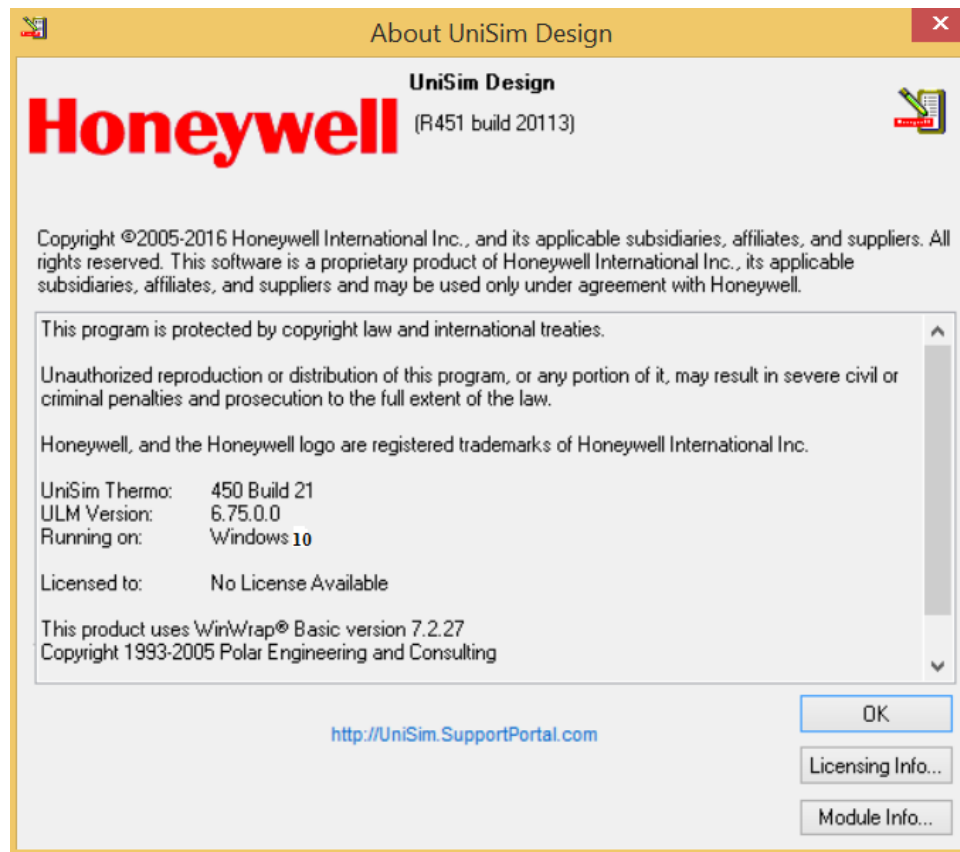 About UniSim Design
UniSim Design
Honeywell
(R451 build 20113)
Copyright ©2005-2016 Honeywell International Inc., and its applicable subsidiaries, affiliates, and suppliers. All
rights reserved. This software is a proprietary product of Honeywell International Inc., its applicable
subsidiaries, affiliates, and suppliers and may be used only under agreement with Honeywell.
This program is protected by copyright law and international treaties.
Unauthorized reproduction or distribution of this program, or any portion of it, may result in severe civil or
criminal penalties and prosecution to the full extent of the law.
Honeywell, and the Honeywell logo are registered trademarks of Honeywell International Inc.
UniSim Thermo: 450 Build 21
ULM Version: 6.75.0.0
Running on: Windows 10
Licensed to: No License Available
This product uses WinWrap® Basic version 7.2.27
Copyright 1993-2005 Polar Engineering and Consulting
http://UniSim.SupportPortal.com
OK
Licensing Info...
Module Info...